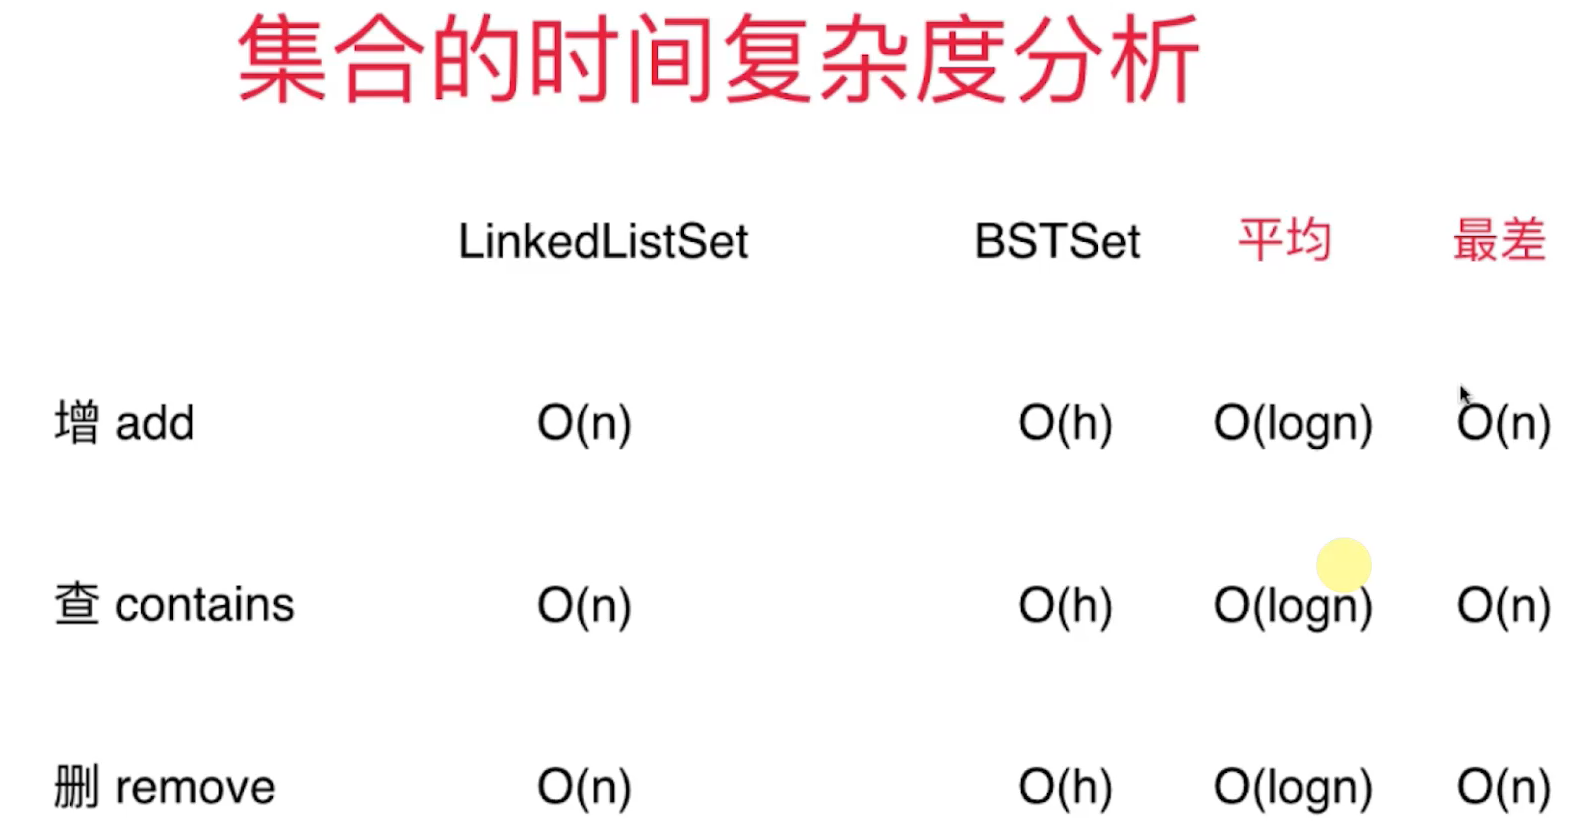 集合的时间复杂度分析
LinkedListSet BSTSet 平均 最差
增 add O(n) O(h) O(logn) O(n)
查 contains O(n) O(h) O(logn) O(n)
删 remove O(n) O(h) O(logn) O(n)